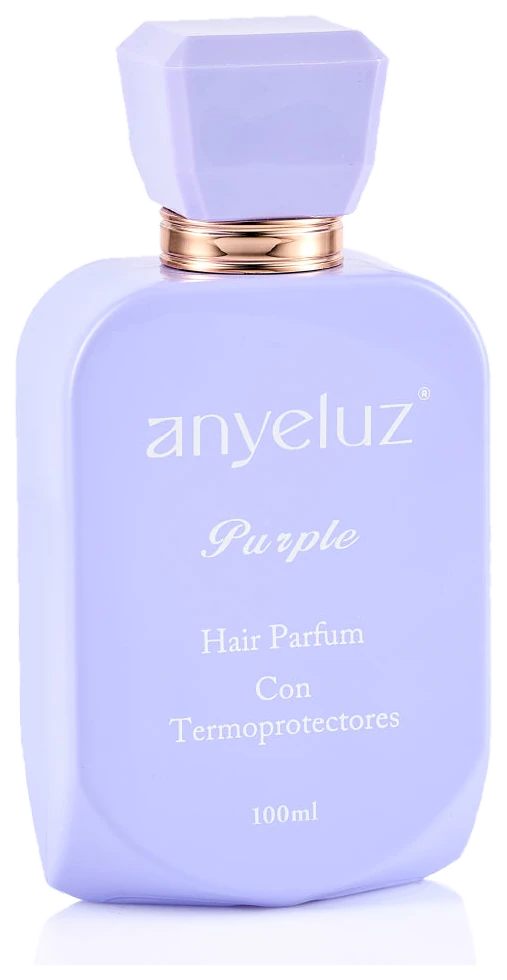 anyeluz®
Purple
Hair Parfum
Con
Termoprotectores
100ml